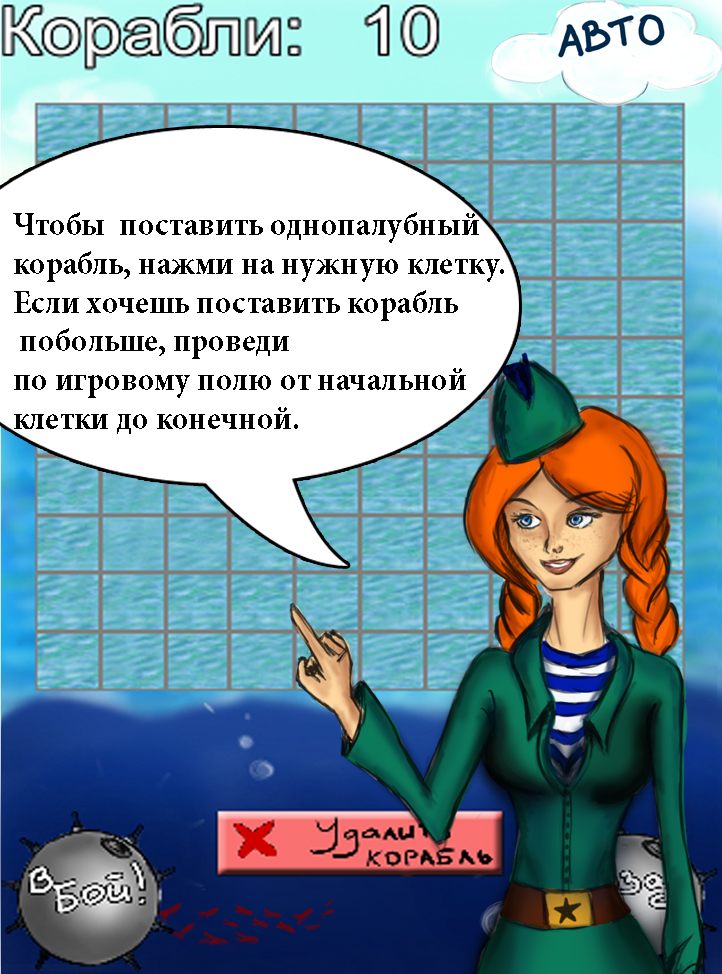 Корабли: 10
АВТО
Чтобы поставить однопалубный
корабль, нажми на нужную клетку.
Если хочешь поставить корабль
побольше, проведи
по игровому полю от начальной
клетки до конечной.
Удалить
КОРАБЛЬ
В
Бой!